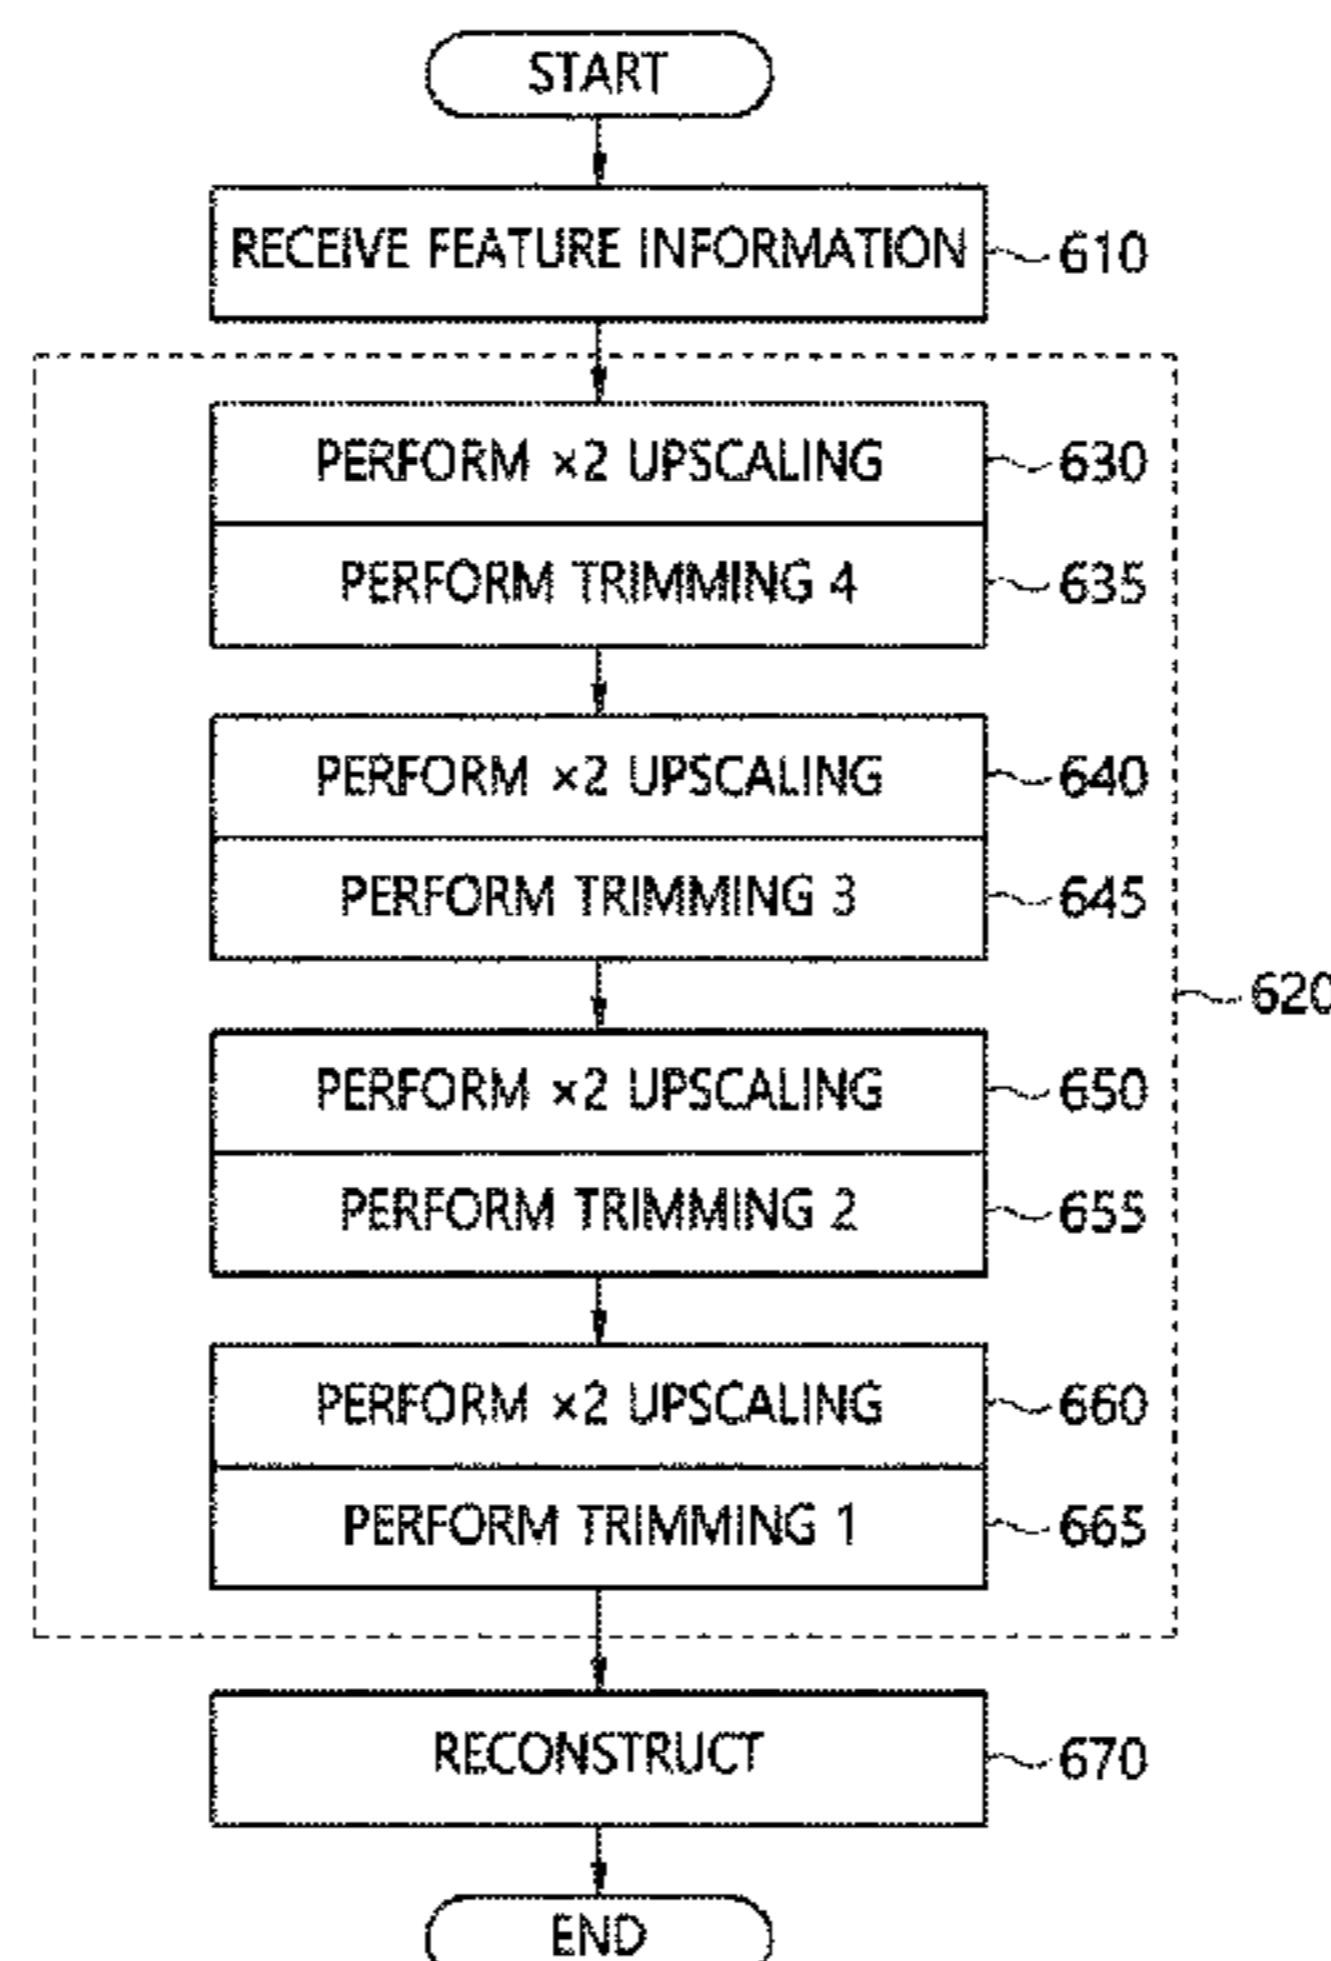 START
RECEIVE FEATURE INFORMATION 610
PERFORM ×2 UPSCALING 630
PERFORM TRIMMING 4 635
PERFORM ×2 UPSCALING 640
PERFORM TRIMMING 3 645
620
PERFORM ×2 UPSCALING 650
PERFORM TRIMMING 2 655
PERFORM ×2 UPSCALING 660
PERFORM TRIMMING 1 665
RECONSTRUCT 670
END